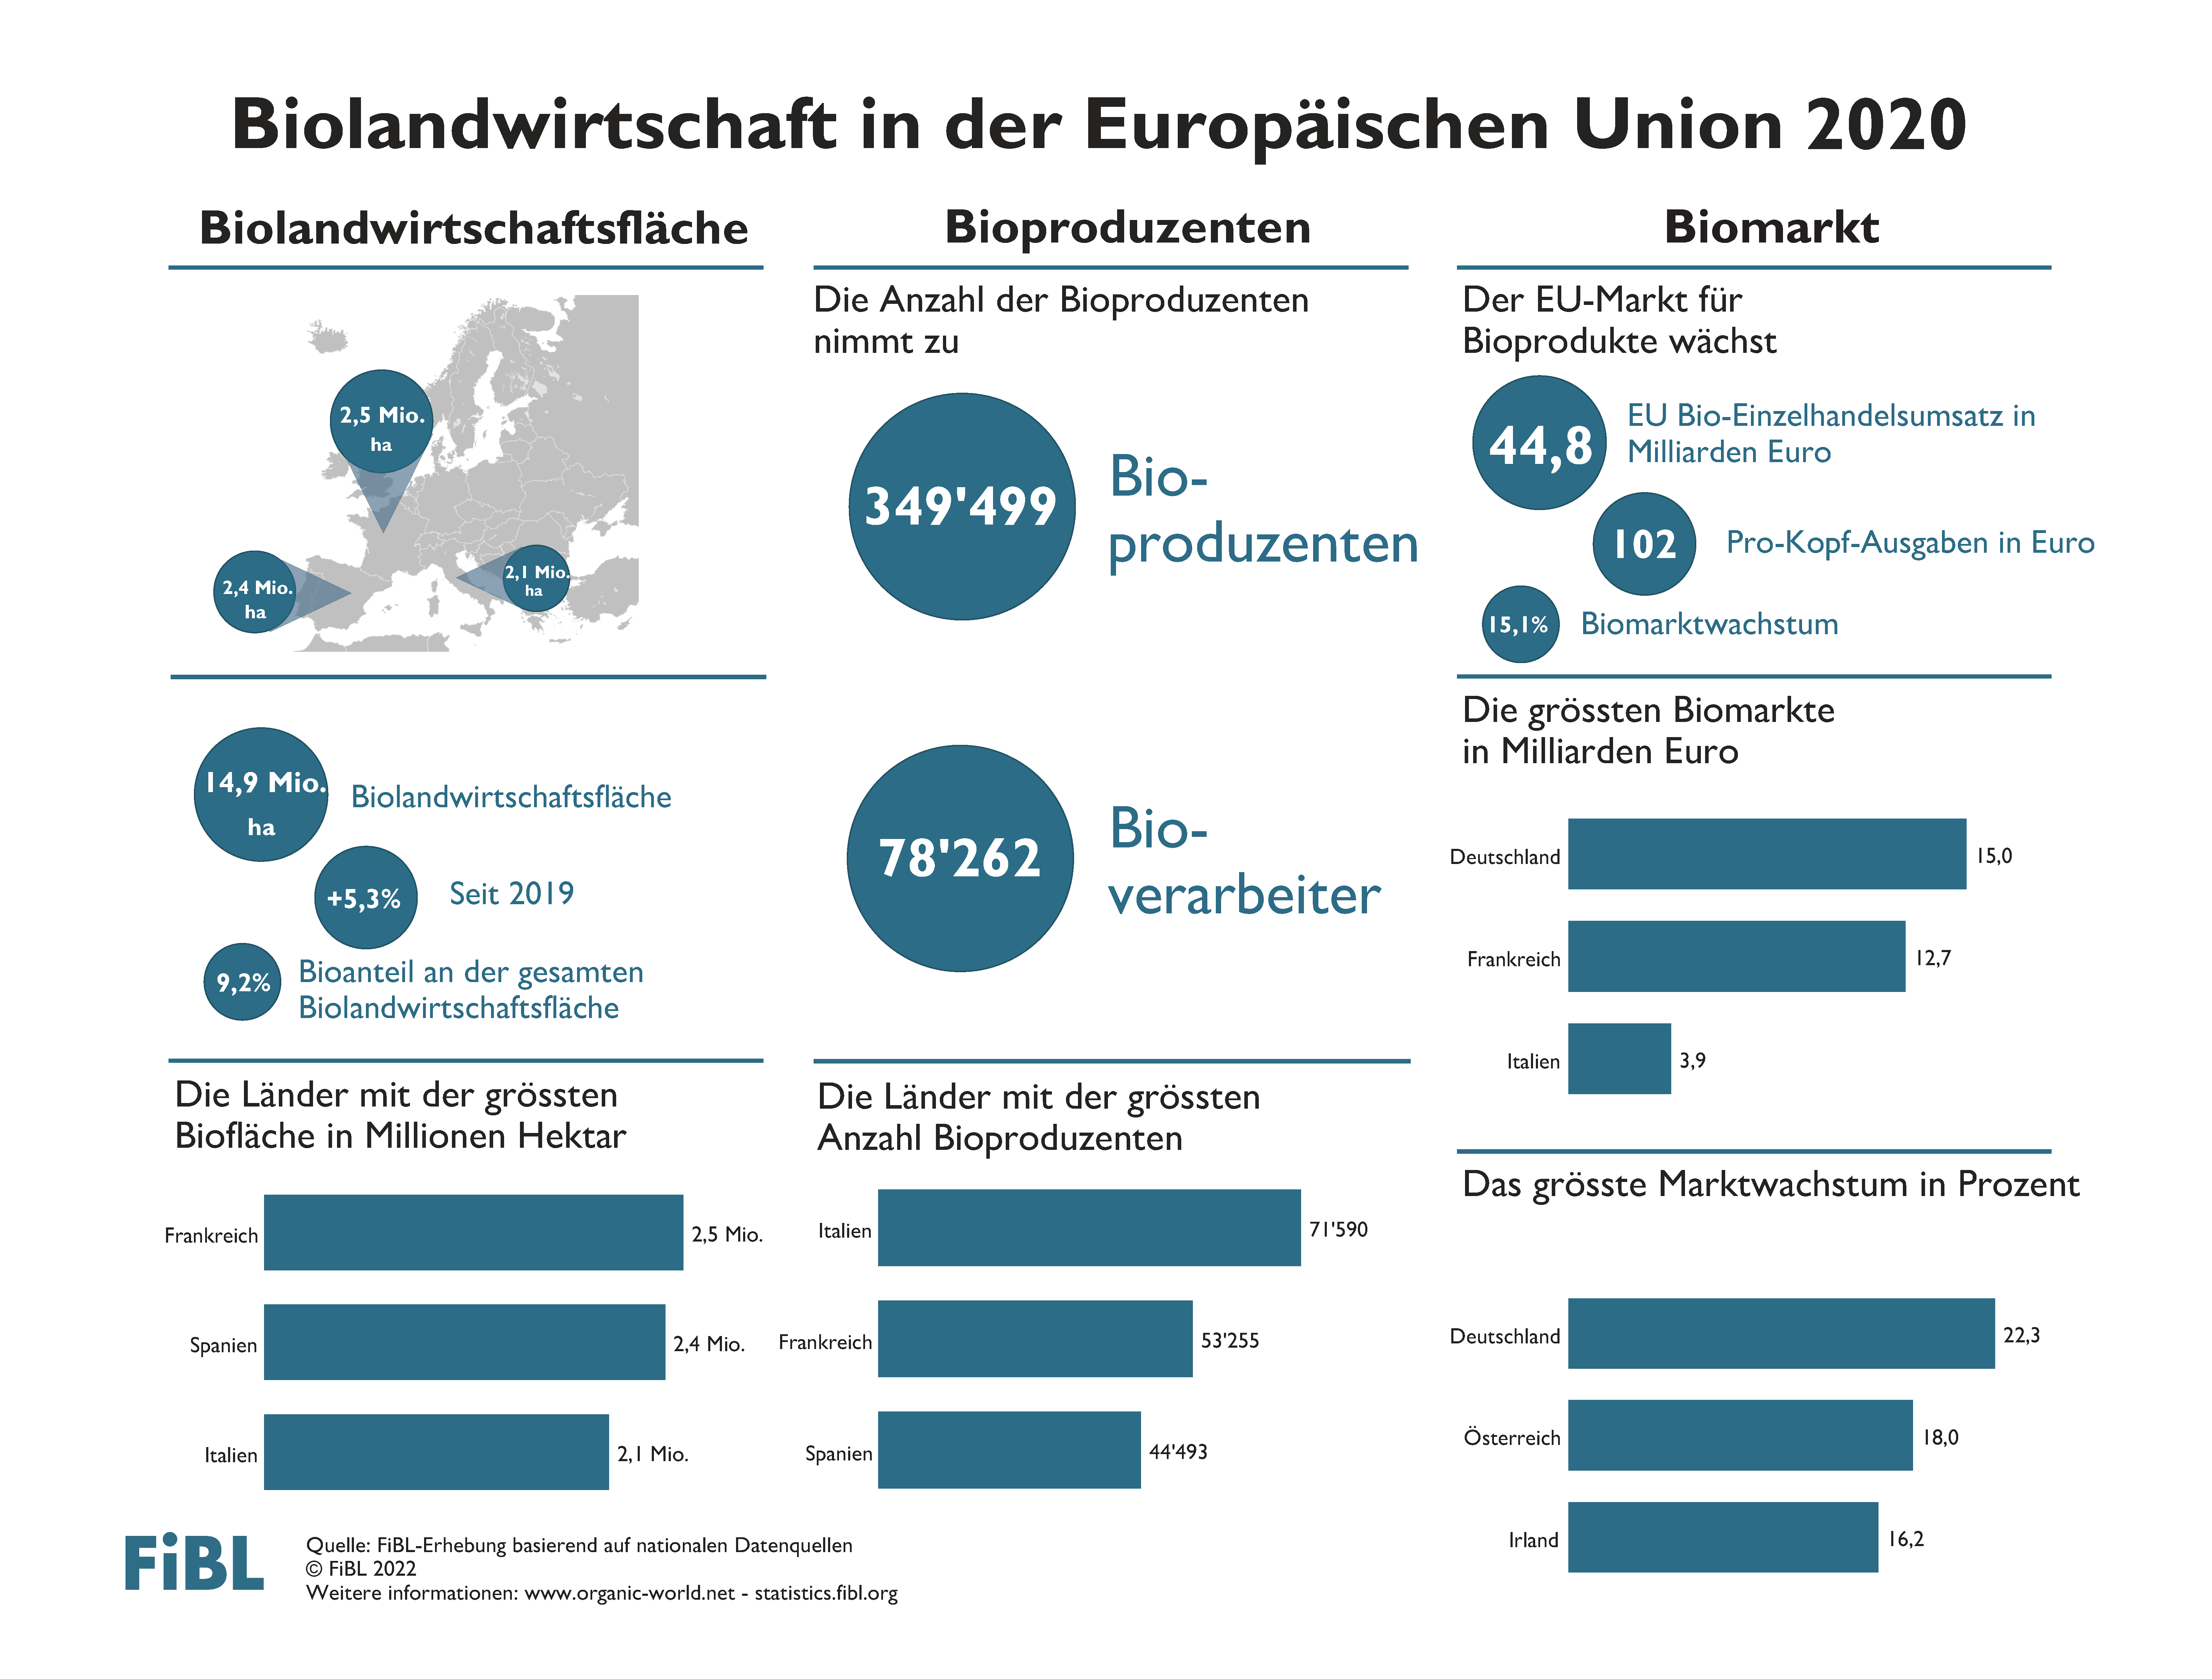 Biolandwirtschaft in der Europäischen Union 2020
Biolandwirtschaftsfläche
2,5 Mio.
ha
2,4 Mio.
ha
2,1 Mio.
ha
14,9 Mio.
ha
Biolandwirtschaftsfläche
+5,3%
Seit 2019
9,2%
Bioanteil an der gesamten
Biolandwirtschaftsfläche
Die Länder mit der grössten
Biofläche in Millionen Hektar
Frankreich 2,5 Mio.
Spanien 2,4 Mio.
Italien 2,1 Mio.
Bioproduzenten
Die Anzahl der Bioproduzenten
nimmt zu
349'499
Bio-
produzenten
78'262
Bio-
verarbeiter
Die Länder mit der grössten
Anzahl Bioproduzenten
Italien 71'590
Frankreich 53'255
Spanien 44'493
Biomarkt
Der EU-Markt für
Bioprodukte wächst
44,8
EU Bio-Einzelhandelsumsatz in
Milliarden Euro
102
Pro-Kopf-Ausgaben in Euro
15,1%
Biomarktwachstum
Die grössten Biomarkte
in Milliarden Euro
Deutschland 15,0
Frankreich 12,7
Italien 3,9
Das grösste Marktwachstum in Prozent
Deutschland 22,3
Österreich 18,0
Irland 16,2
FiBL
Quelle: FiBL-Erhebung basierend auf nationalen Datenquellen
© FiBL 2022
Weitere informationen: www.organic-world.net - statistics.fibl.org